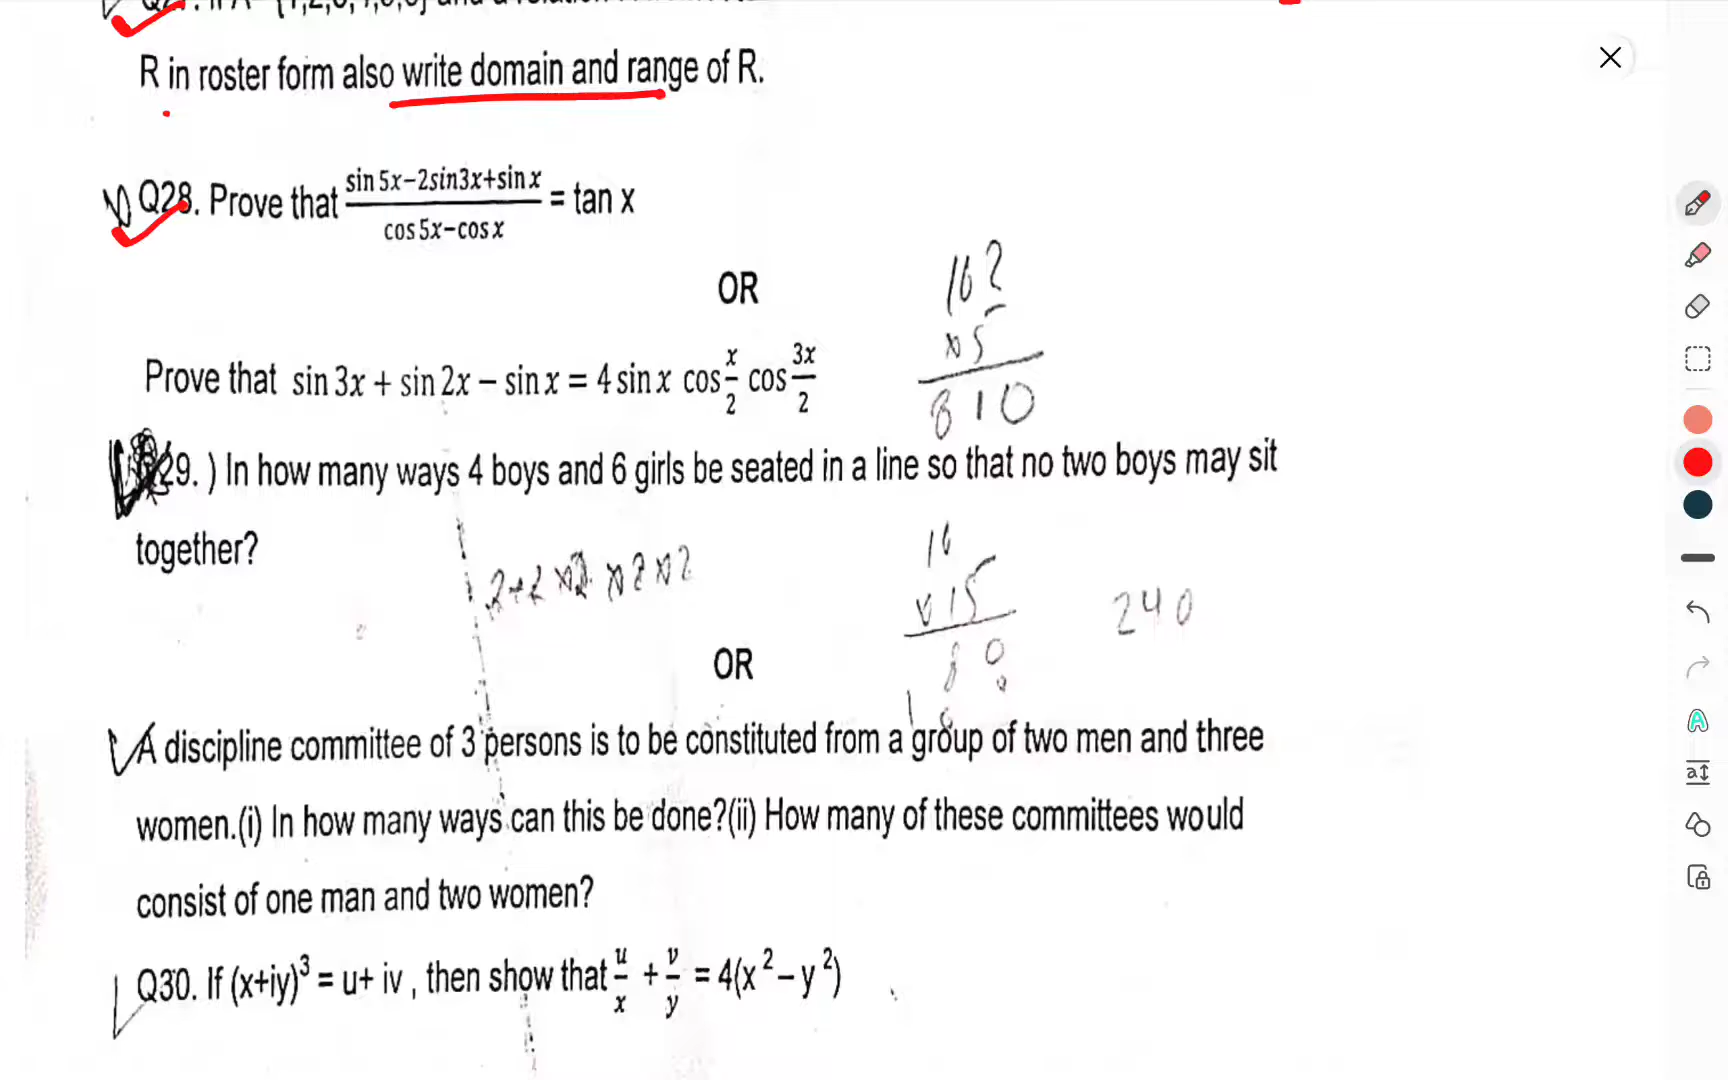 R in roster form also write domain and range of R.
Q28. Prove that \frac{\sin 5x-2sin3x+\sin x}{\cos 5x-\cos x} = tan x
OR
162
×5
810
Prove that sin 3x + sin 2x – sin x = 4 sin x cos \frac{x}{2} cos \frac{3x}{2}
29. ) In how many ways 4 boys and 6 girls be seated in a line so that no two boys may sit
together?
16
×15
80
240
OR
A discipline committee of 3 persons is to be constituted from a group of two men and three
women.(i) In how many ways can this be done?(ii) How many of these committees would
consist of one man and two women?
Q30. If (x+iy)³ = u+ iv , then show that \frac{u}{x} + \frac{v}{y} = 4(x² – y²)